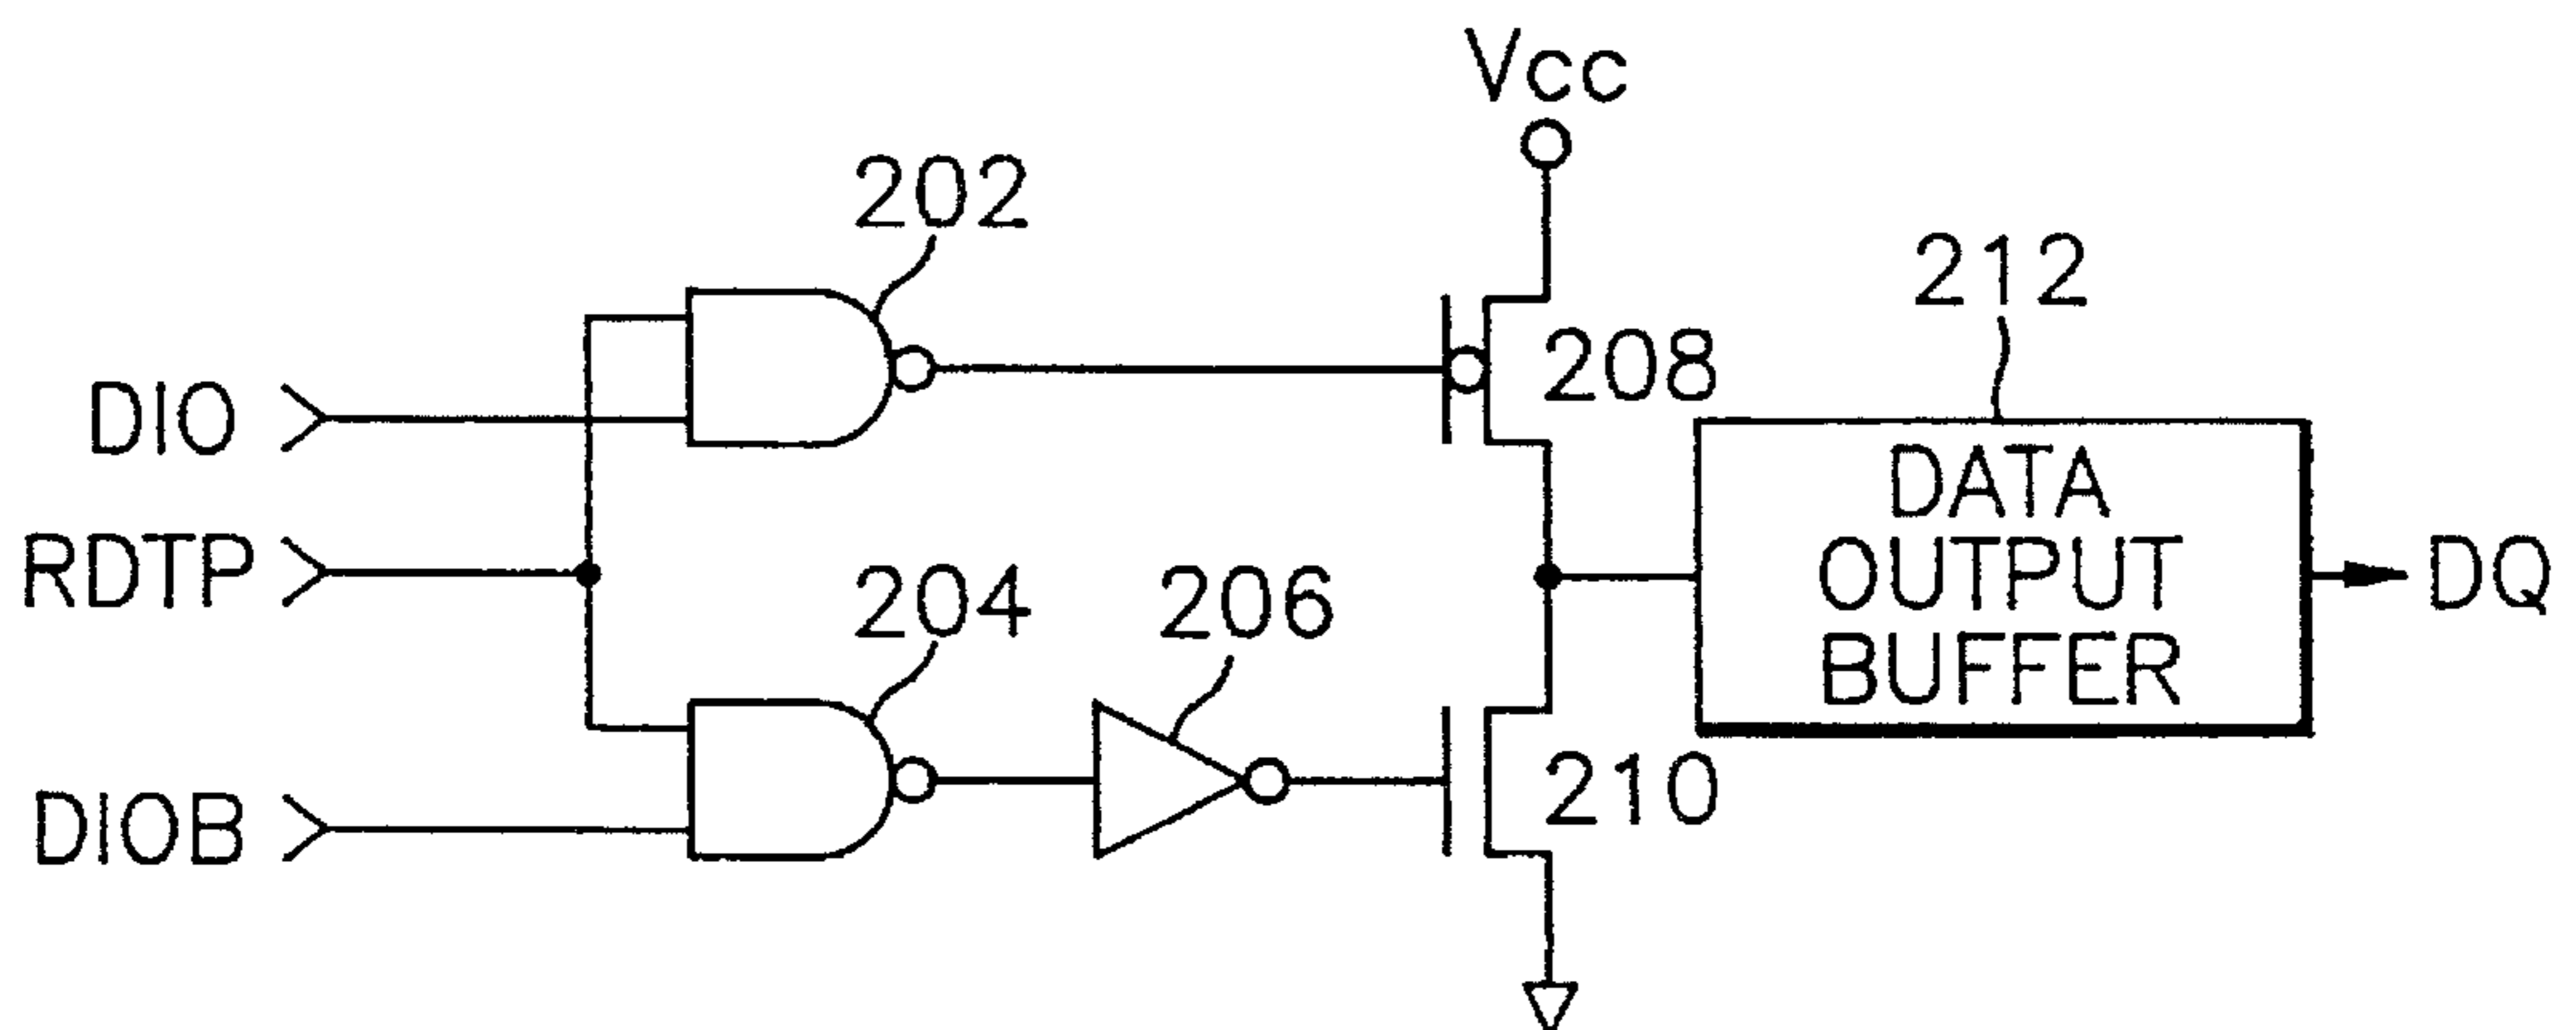 Vcc
202
212
208
DIO
DATA
OUTPUT
BUFFER
RDTP
DQ
204
206
210
DIOB